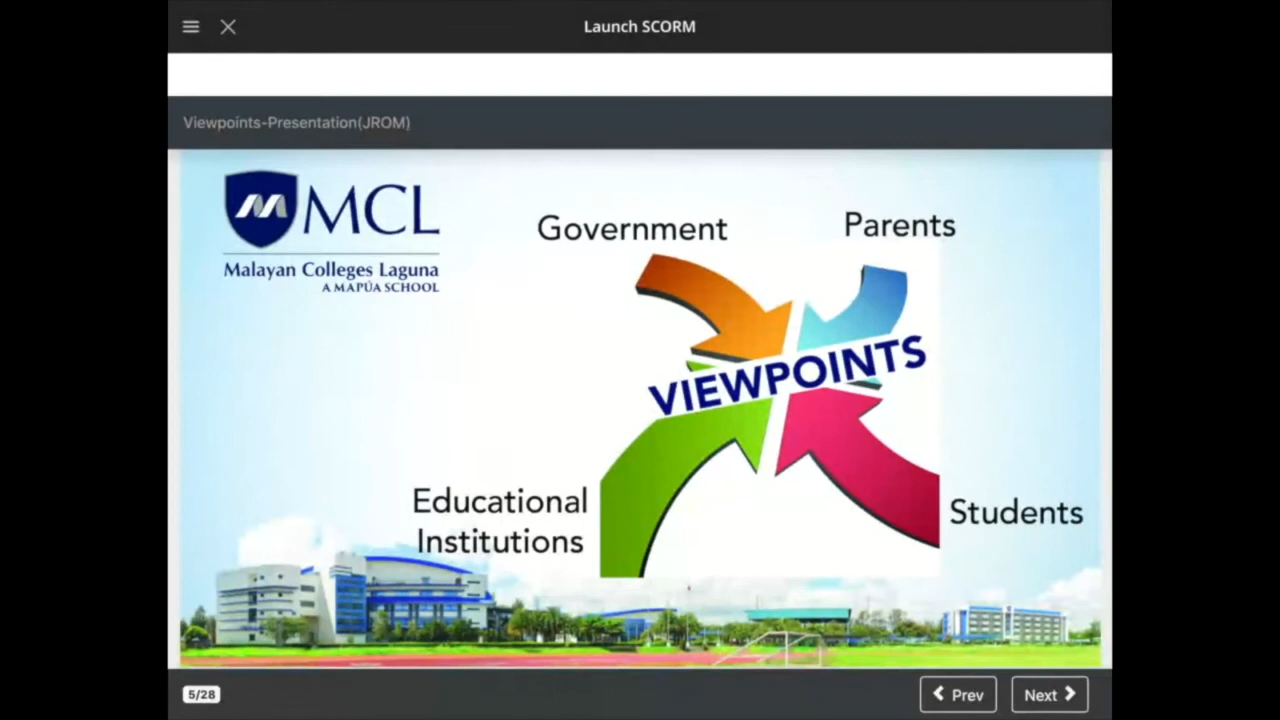 Launch SCORM
Viewpoints-Presentation(JROM)
MCL
Malayan Colleges Laguna
A MAPÚA SCHOOL
Government
Parents
VIEWPOINTS
Educational
Institutions
Students
5/28
Prev
Next